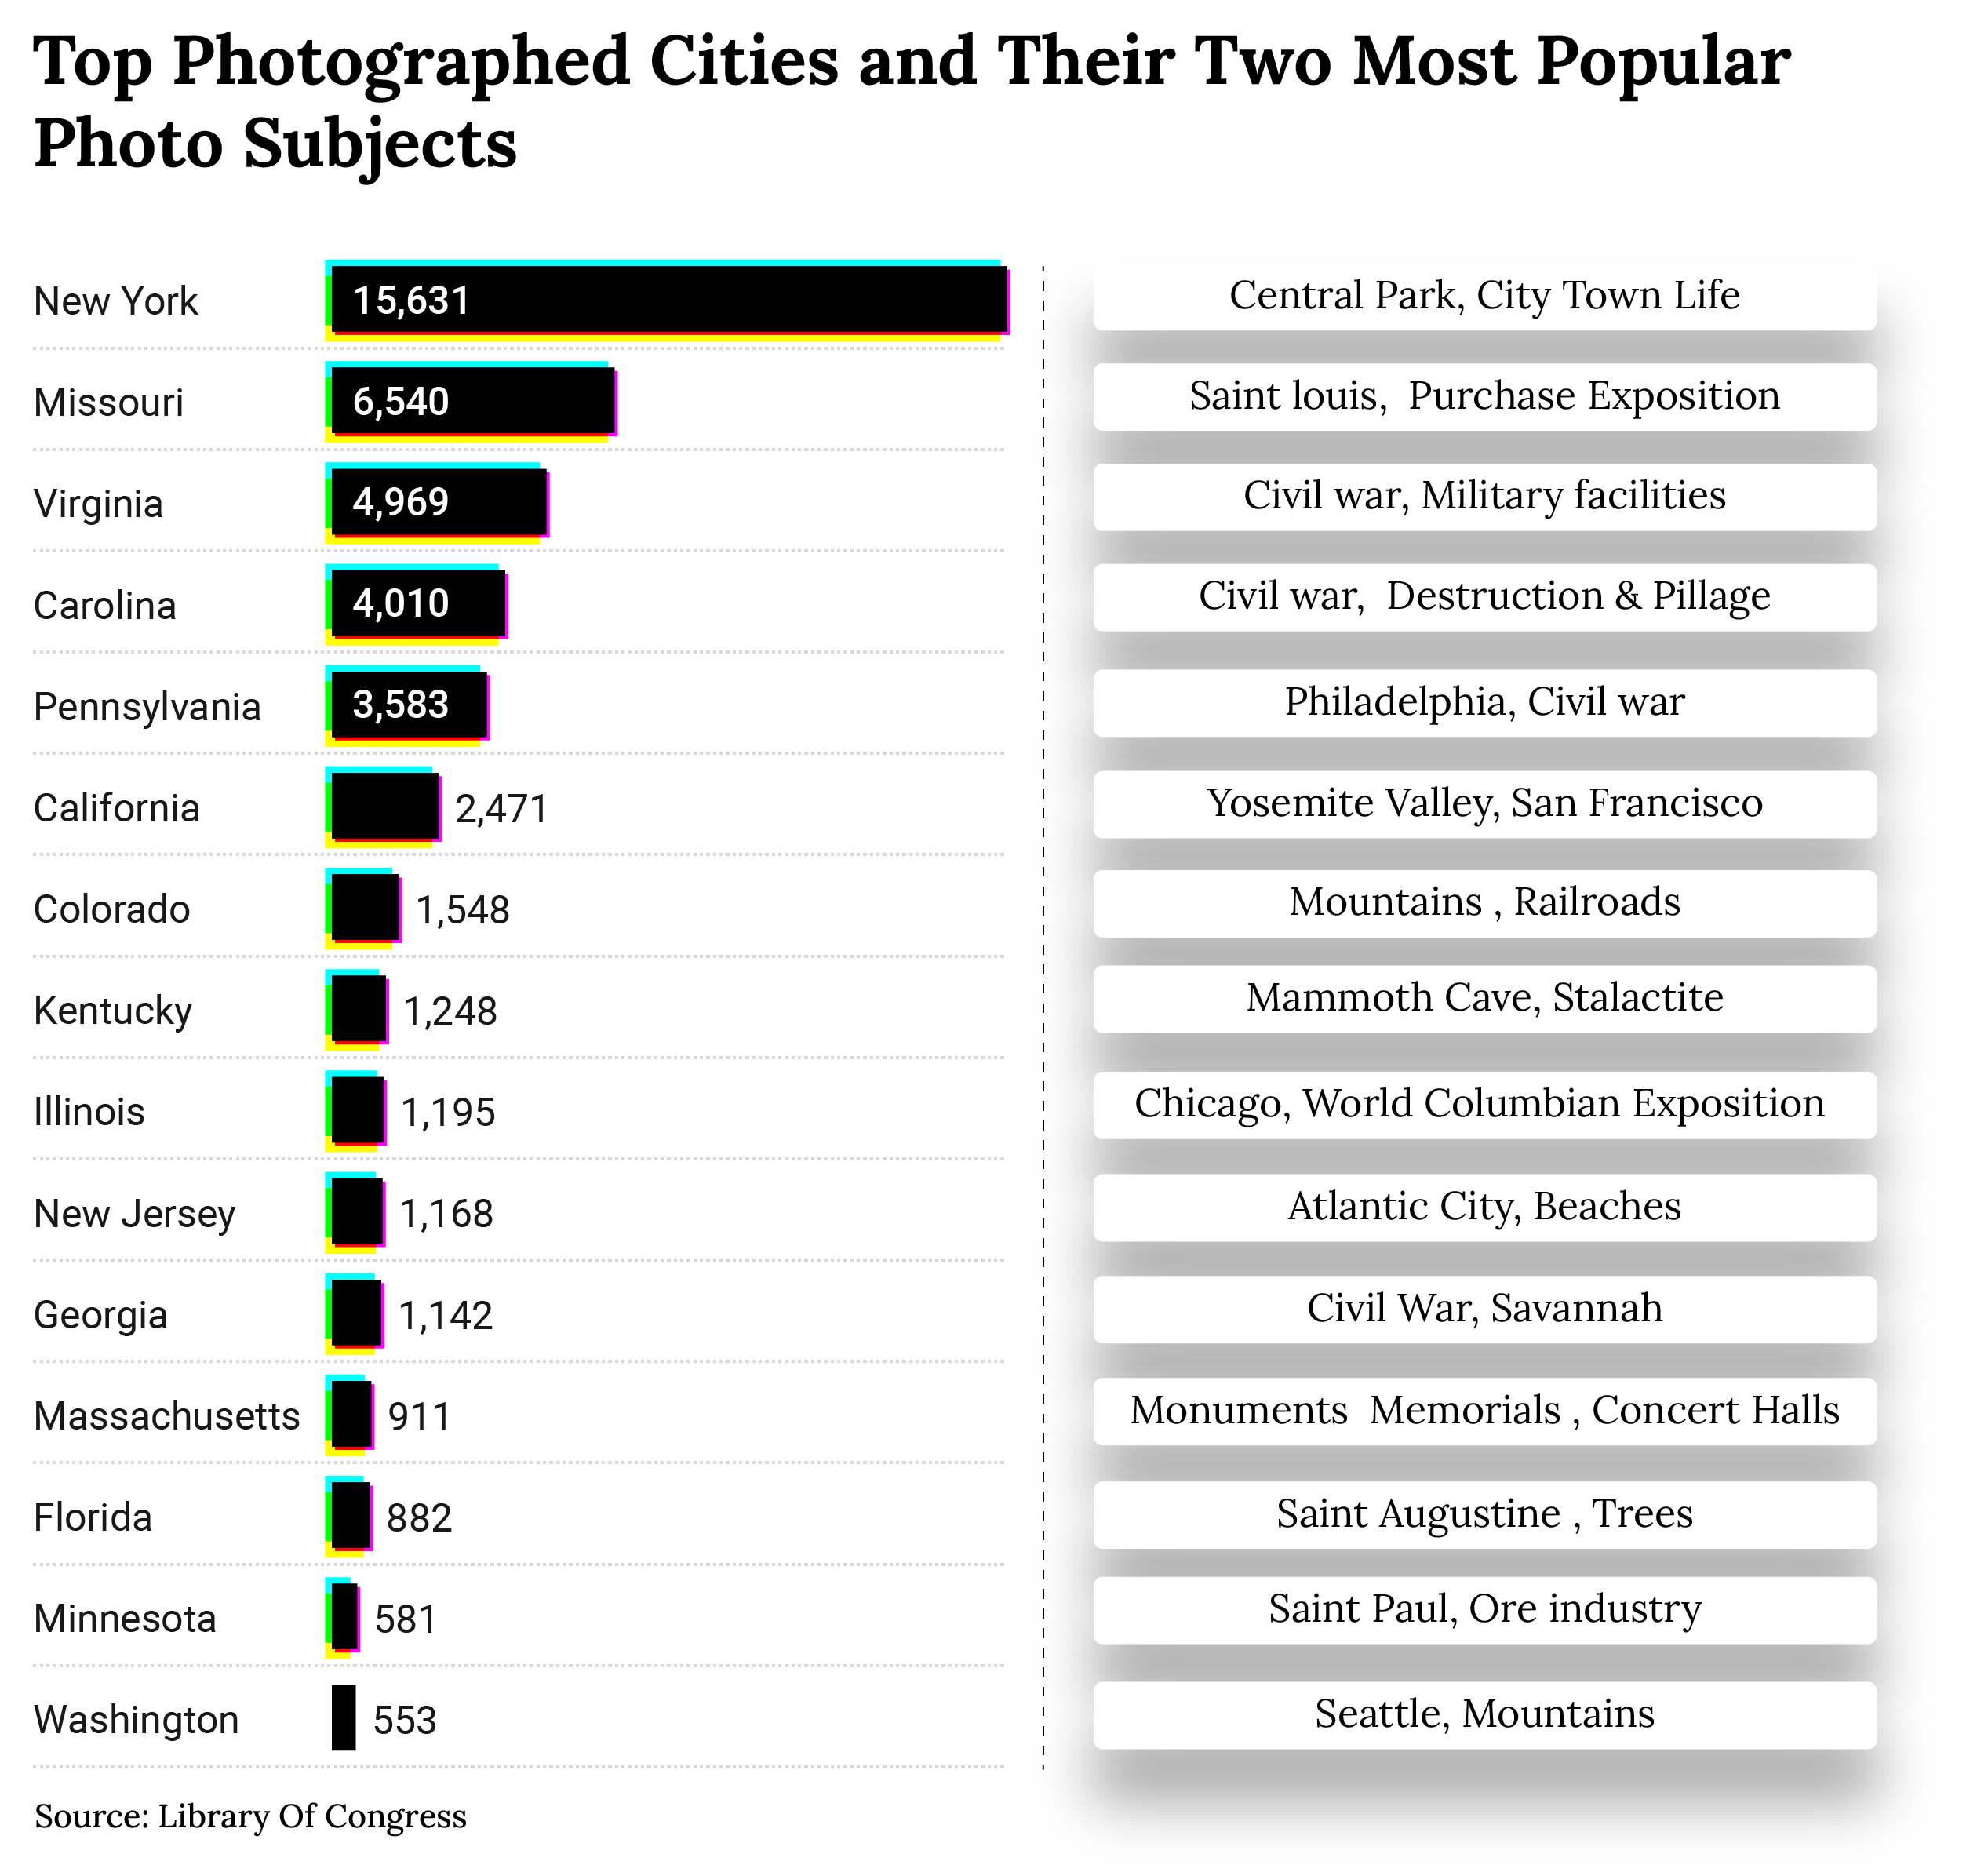 Top Photographed Cities and Their Two Most Popular
Photo Subjects
New York 15,631 Central Park, City Town Life
Missouri 6,540 Saint louis, Purchase Exposition
Virginia 4,969 Civil war, Military facilities
Carolina 4,010 Civil war, Destruction & Pillage
Pennsylvania 3,583 Philadelphia, Civil war
California 2,471 Yosemite Valley, San Francisco
Colorado 1,548 Mountains , Railroads
Kentucky 1,248 Mammoth Cave, Stalactite
Illinois 1,195 Chicago, World Columbian Exposition
New Jersey 1,168 Atlantic City, Beaches
Georgia 1,142 Civil War, Savannah
Massachusetts 911 Monuments Memorials , Concert Halls
Florida 882 Saint Augustine , Trees
Minnesota 581 Saint Paul, Ore industry
Washington 553 Seattle, Mountains
Source: Library Of Congress